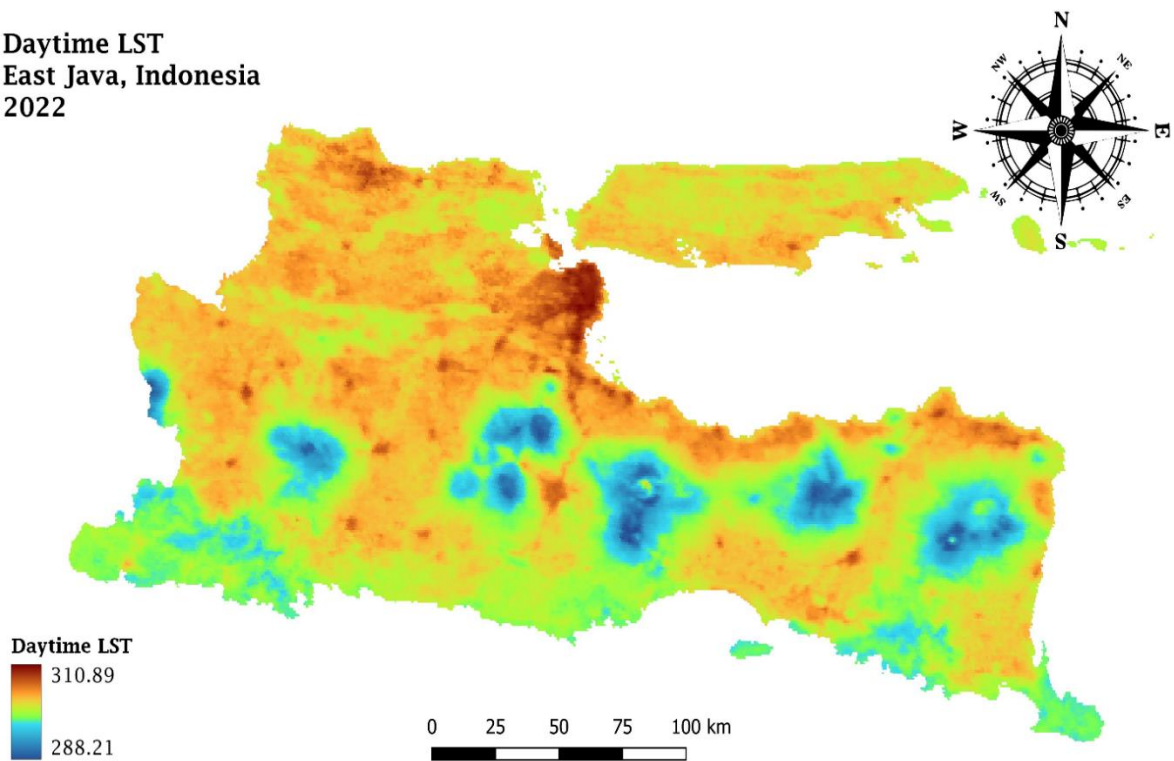 Daytime LST
East Java, Indonesia
2022
N
NW
NE
W
E
SW
ES
S
Daytime LST
310.89
288.21
0 25 50 75 100 km